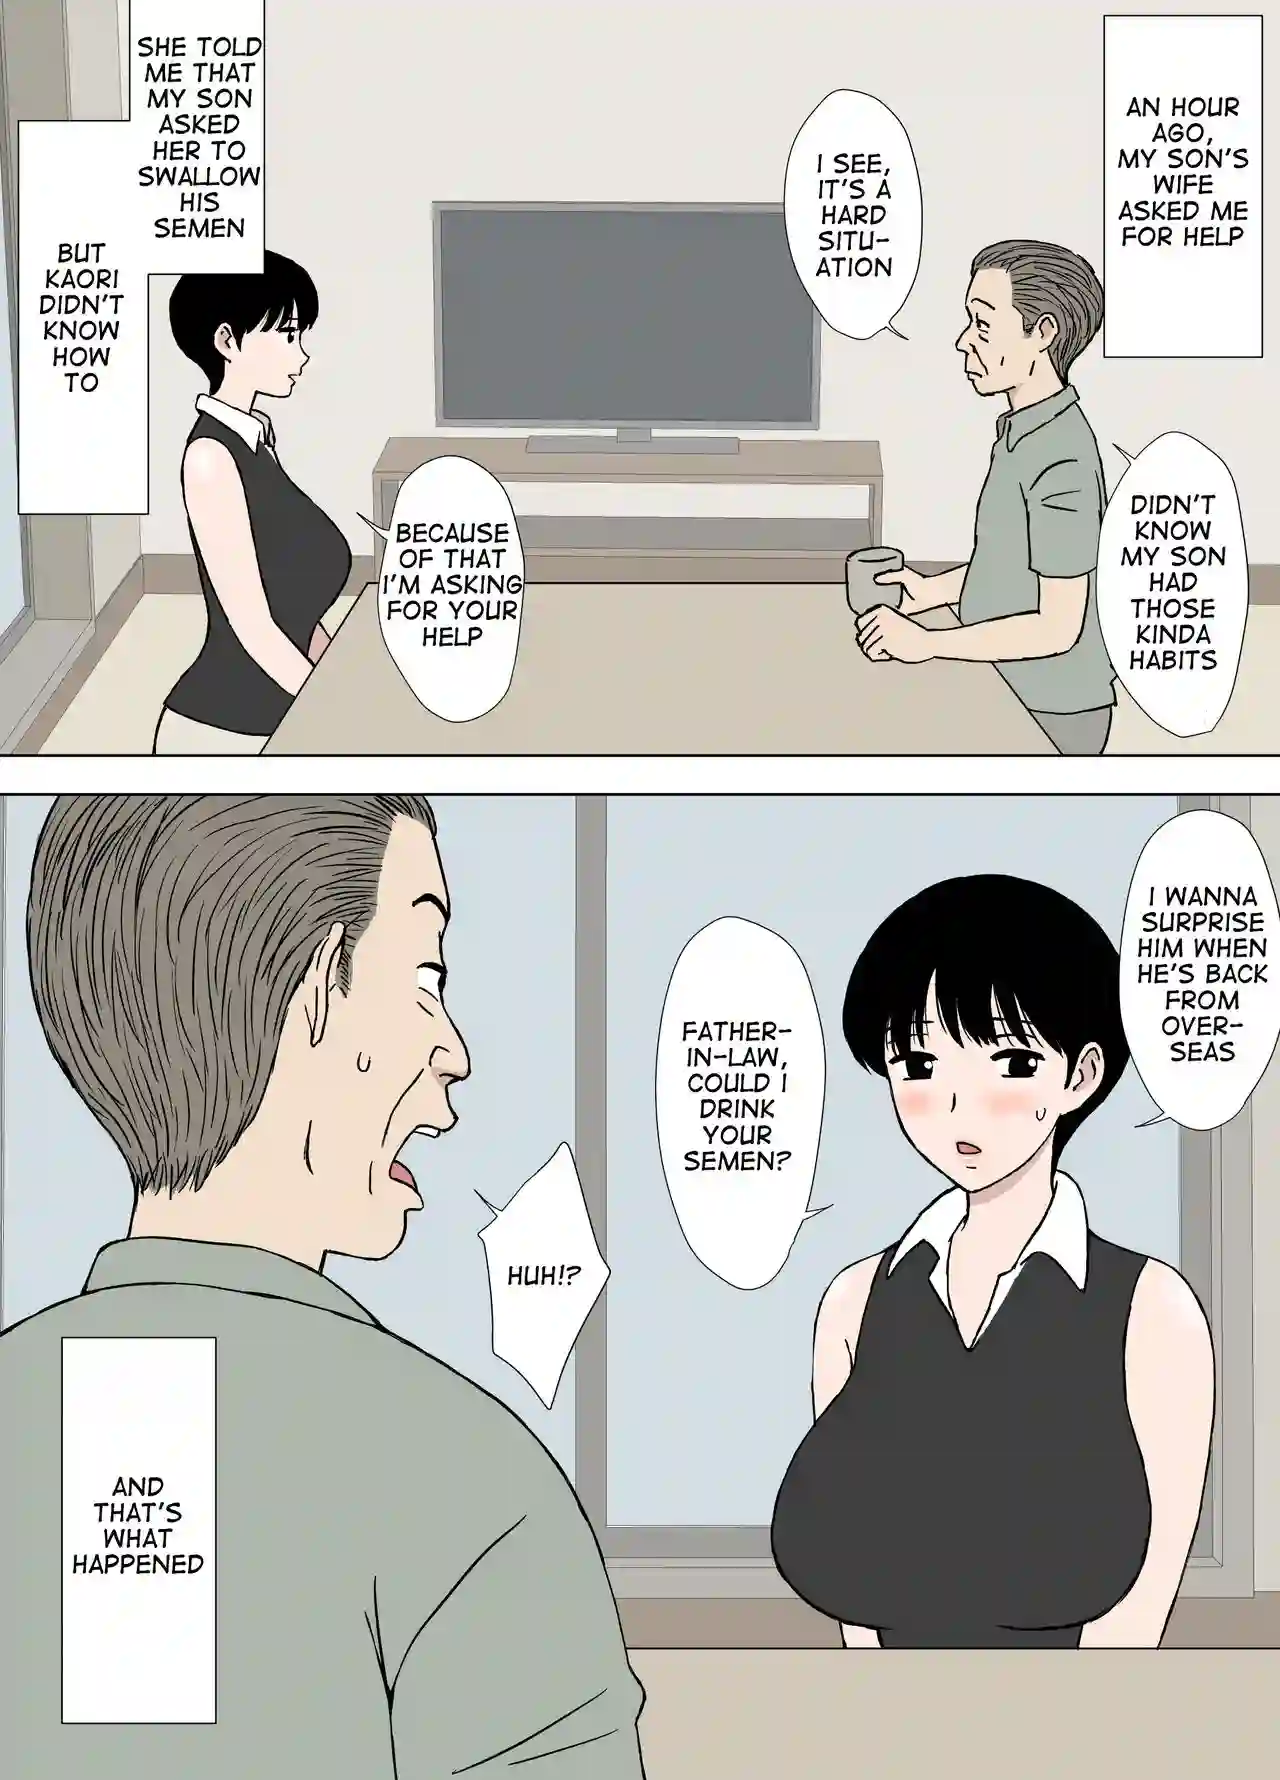 AN HOUR
AGO,
MY SON'S
WIFE
ASKED ME
FOR HELP
I SEE,
IT'S A
HARD
SITU-
ATION
DIDN'T
KNOW
MY SON
HAD
THOSE
KINDA
HABITS
SHE TOLD
ME THAT
MY SON
ASKED
HER TO
SWALLOW
HIS
SEMEN
BUT
KAORI
DIDN'T
KNOW
HOW
TO
BECAUSE
OF THAT
I'M ASKING
FOR YOUR
HELP
I WANNA
SURPRISE
HIM WHEN
HE'S BACK
FROM
OVER-
SEAS
FATHER-
IN-LAW,
COULD I
DRINK
YOUR
SEMEN?
HUH!?
AND
THAT'S
WHAT
HAPPENED